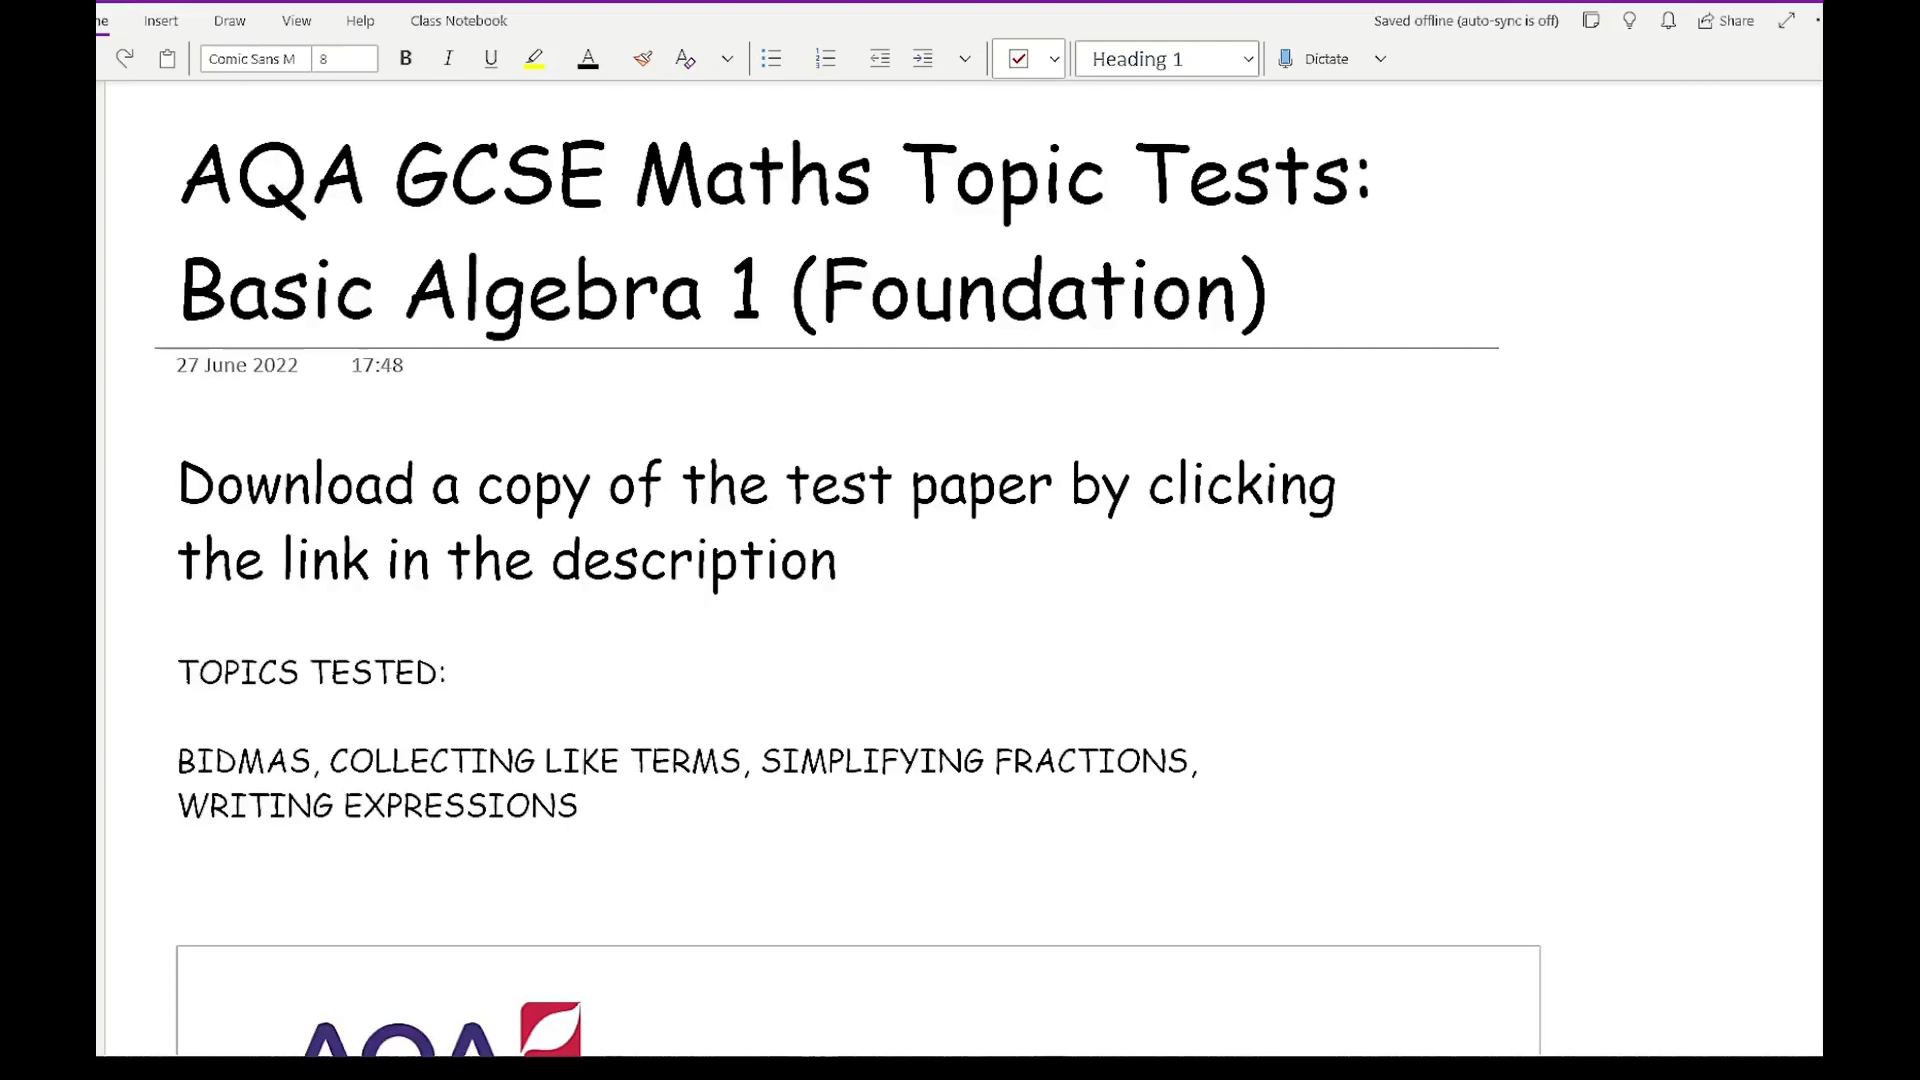 Insert Draw View Help Class Notebook Saved offline (auto-sync is off) Share
Comic Sans M 8 B I U A Heading 1 Dictate
AQA GCSE Maths Topic Tests:
Basic Algebra 1 (Foundation)
27 June 2022 17:48
Download a copy of the test paper by clicking
the link in the description
TOPICS TESTED:
BIDMAS, COLLECTING LIKE TERMS, SIMPLIFYING FRACTIONS,
WRITING EXPRESSIONS
AQA